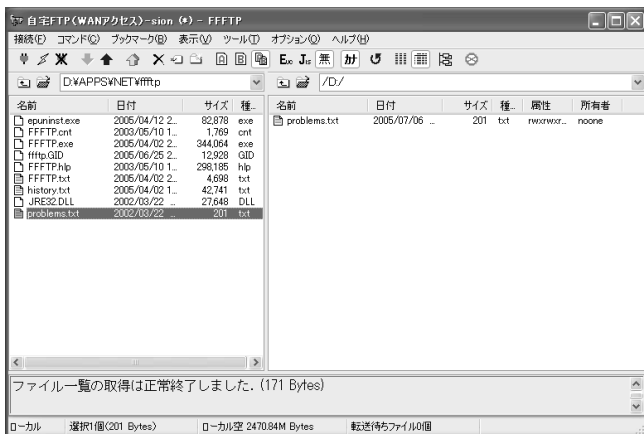 自宅FTP(WANアクセス)-sion (*) - FFFTP
接続(F) コマンド(C) ブックマーク(B) 表示(V) ツール(T) オプション(O) ヘルプ(H)
A B Euc Jis 無 カナ
D:¥APPS¥NET¥ffftp /D:/
名前 日付 サイズ 種... 名前 日付 サイズ 種... 属性 所有者
epuninst.exe 2005/04/12 2... 82,878 exe problems.txt 2005/07/06 ... 201 txt rwxrwxr... noone
FFFTP.cnt 2003/05/10 1... 1,769 cnt
FFFTP.exe 2005/04/02 2... 344,064 exe
ffftp.GID 2005/06/25 2... 12,928 GID
FFFTP.hlp 2003/05/10 1... 298,185 hlp
FFFTP.txt 2005/04/02 2... 4,698 txt
history.txt 2005/04/02 1... 42,741 txt
JRE32.DLL 2002/03/22 ... 27,648 DLL
problems.txt 2002/03/22 ... 201 txt
ファイル一覧の取得は正常終了しました. (171 Bytes)
ローカル 選択1個(201 Bytes) ローカル空 2470.84M Bytes 転送待ちファイル0個